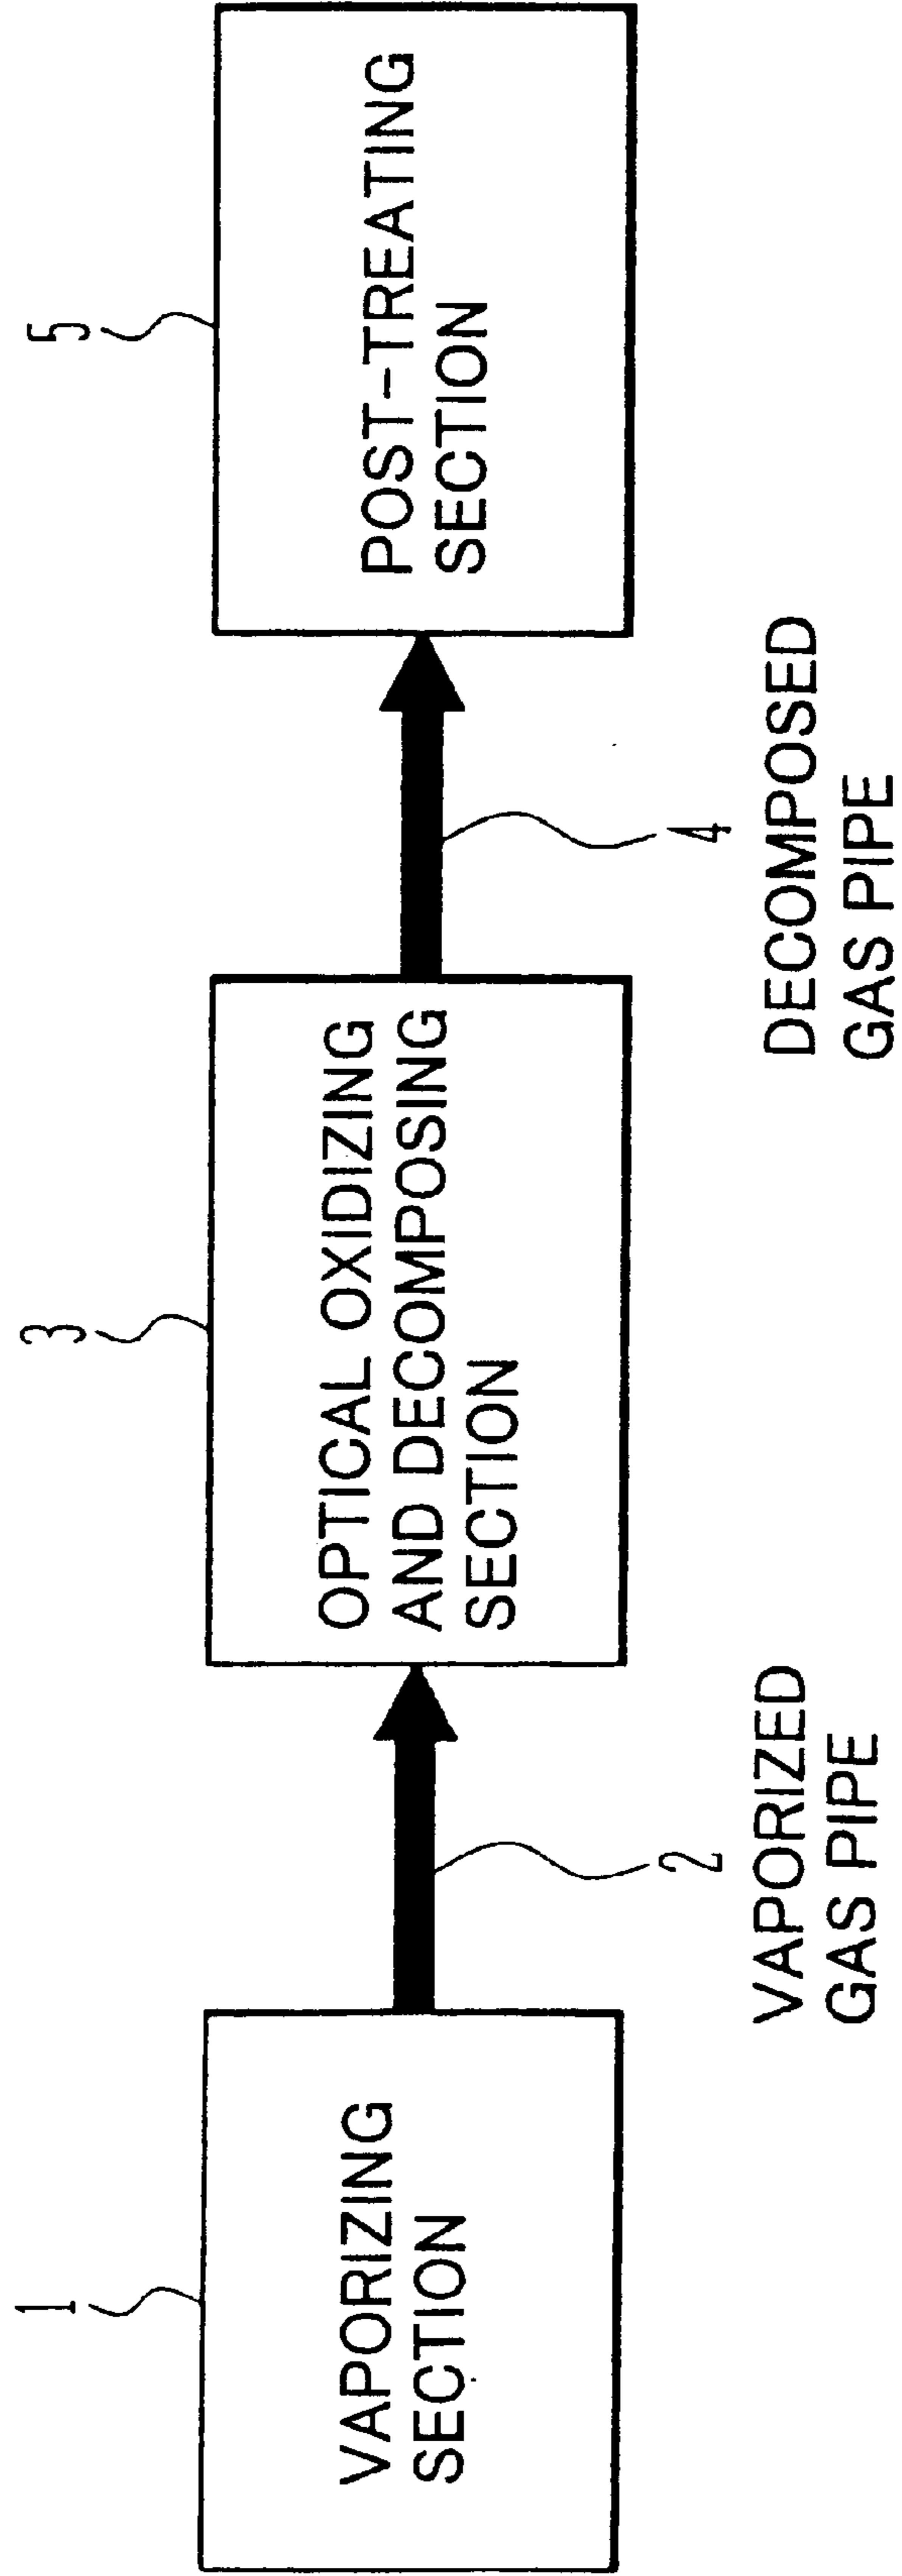 1
VAPORIZING
SECTION
2
VAPORIZED
GAS PIPE
3
OPTICAL OXIDIZING
AND DECOMPOSING
SECTION
4
DECOMPOSED
GAS PIPE
5
POST-TREATING
SECTION